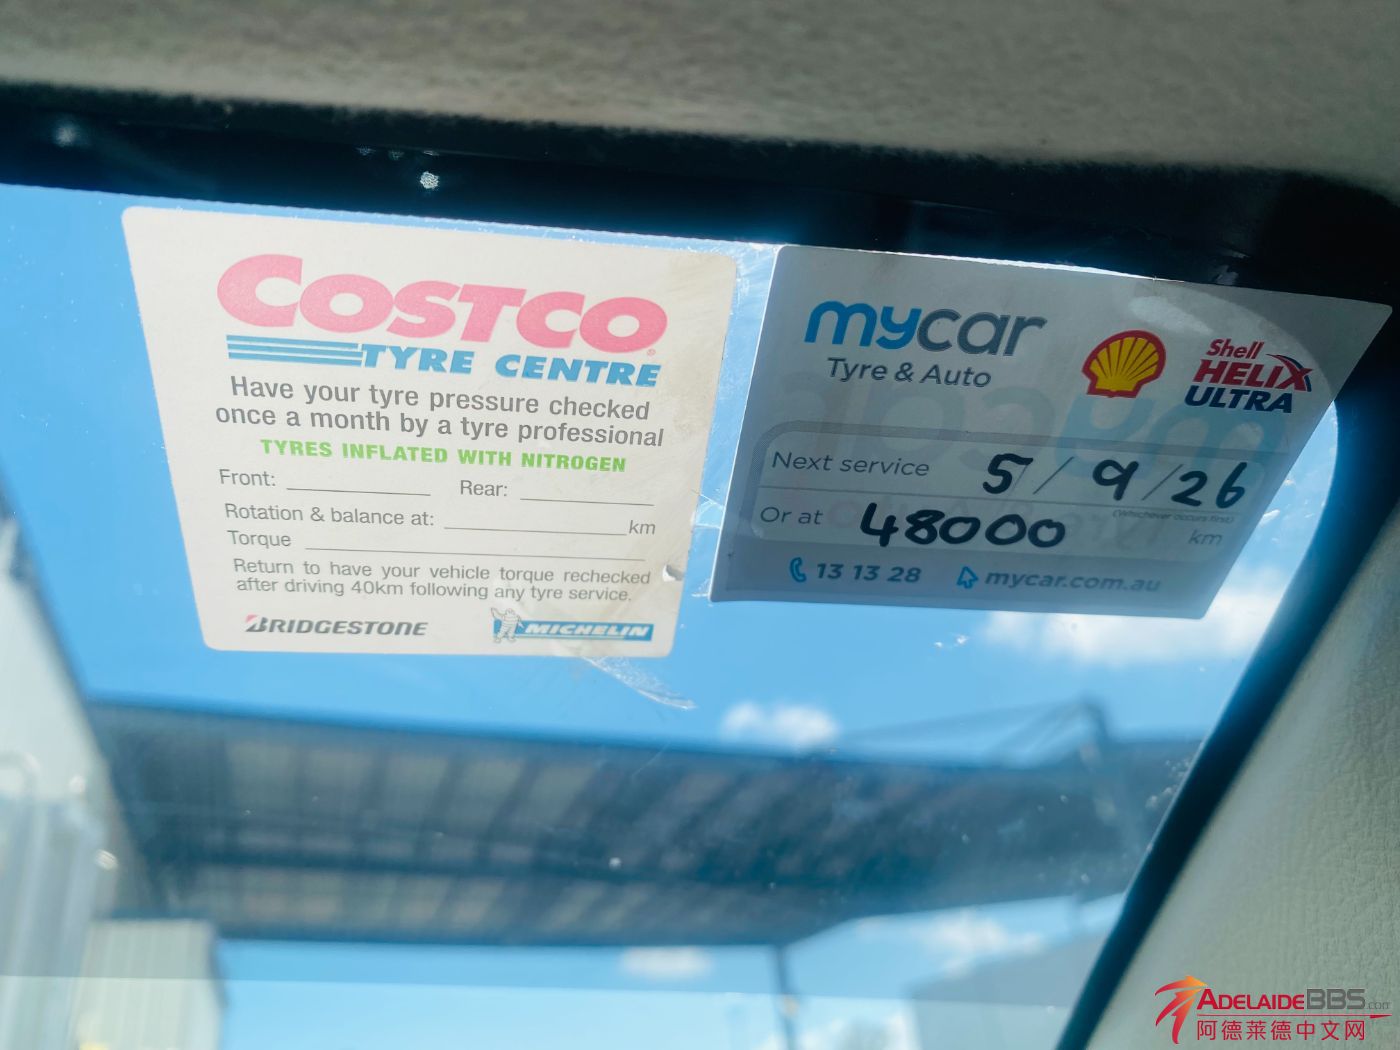 COSTCO
TYRE CENTRE
Have your tyre pressure checked
once a month by a tyre professional
TYRES INFLATED WITH NITROGEN
Front: Rear:
Rotation & balance at: km
Torque
Return to have your vehicle torque rechecked
after driving 40km following any tyre service.
BRIDGESTONE MICHELIN
mycar
Tyre & Auto
Shell
HELIX
ULTRA
Next service 5/9/26
(Whichever occurs first)
Or at 48000 km
13 13 28 mycar.com.au
ADELAIDEBBS.com
阿德莱德中文网